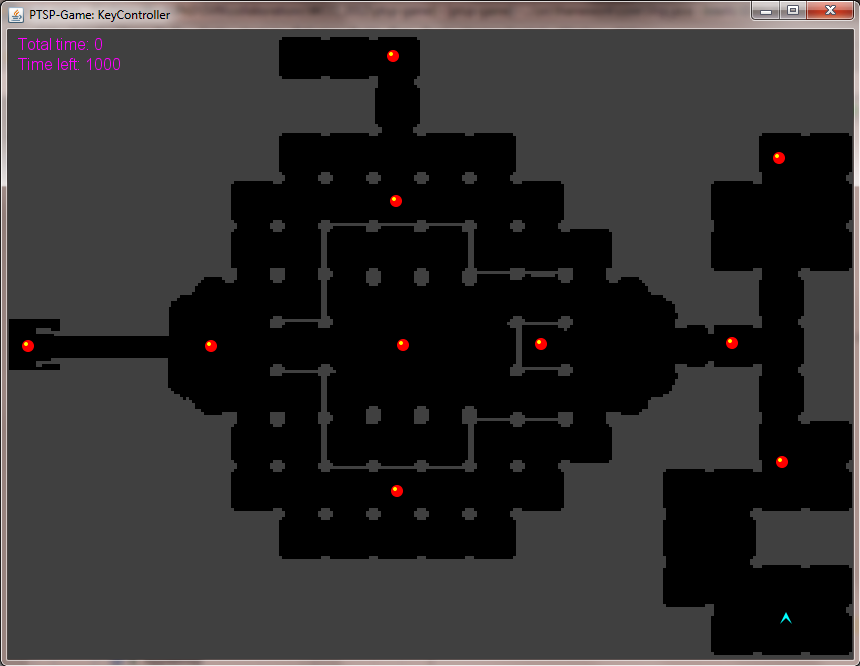 PTSP-Game: KeyController
Total time: 0
Time left: 1000